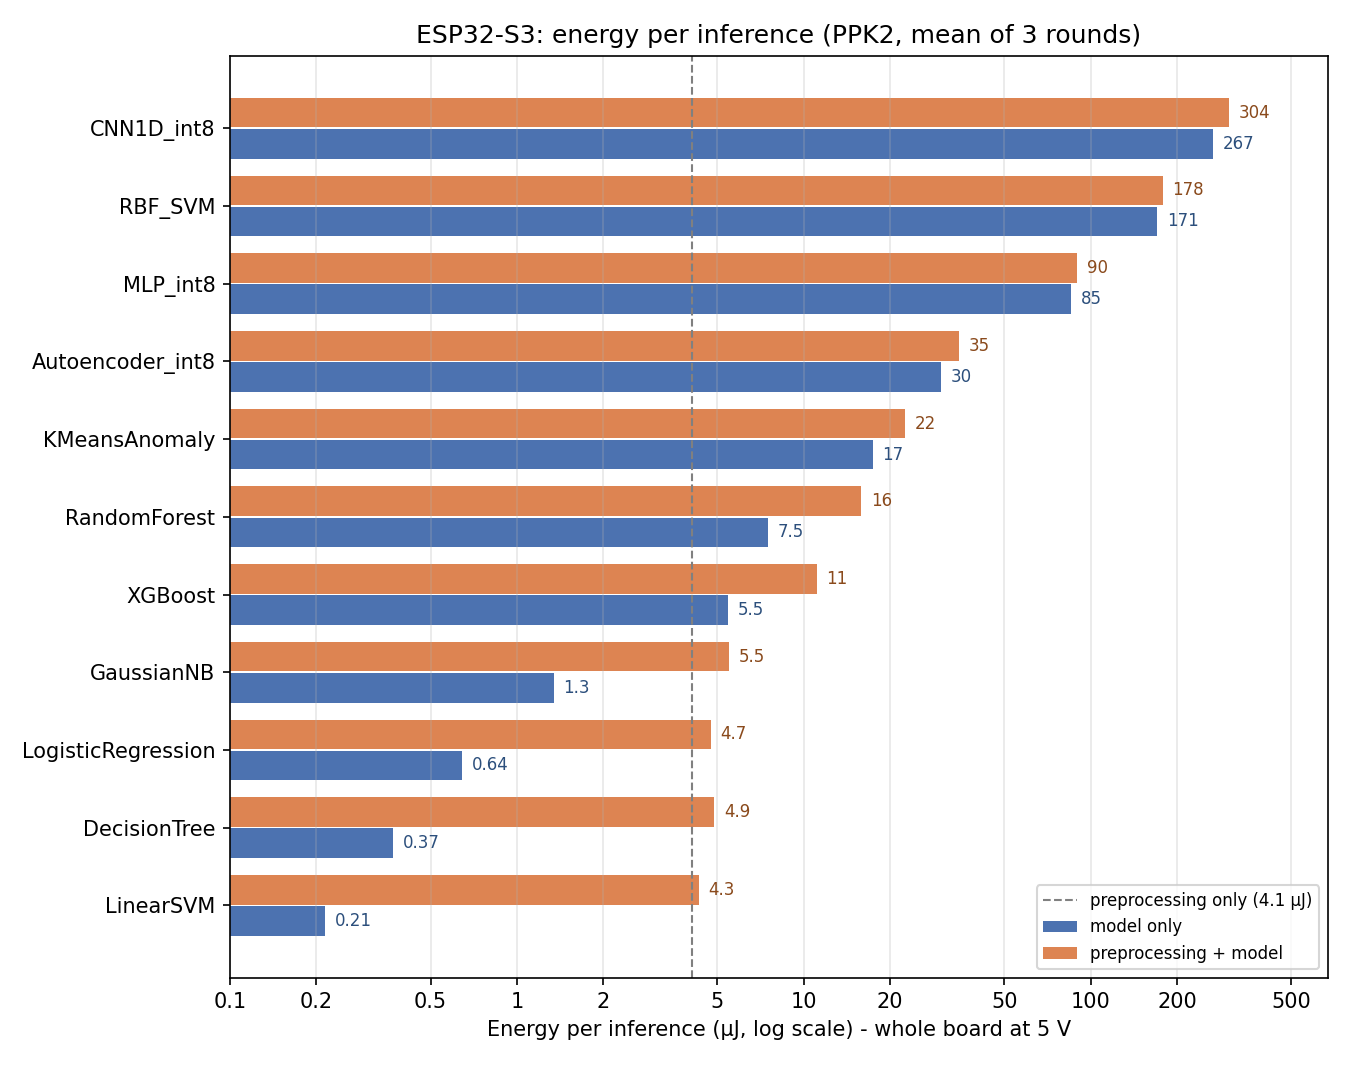 ESP32-S3: energy per inference (PPK2, mean of 3 rounds)
CNN1D_int8
304
267
RBF_SVM
178
171
MLP_int8
90
85
Autoencoder_int8
35
30
KMeansAnomaly
22
17
RandomForest
16
7.5
XGBoost
11
5.5
GaussianNB
5.5
1.3
LogisticRegression
4.7
0.64
DecisionTree
4.9
0.37
LinearSVM
4.3
0.21
preprocessing only (4.1 µJ)
model only
preprocessing + model
0.1 0.2 0.5 1 2 5 10 20 50 100 200 500
Energy per inference (µJ, log scale) - whole board at 5 V